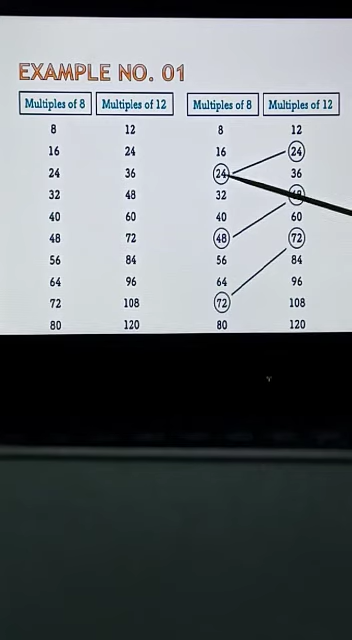 EXAMPLE NO. 01
Multiples of 8 Multiples of 12 Multiples of 8 Multiples of 12
8 12 8 12
16 24 16 24
24 36 24 36
32 48 32 48
40 60 40 60
48 72 48 72
56 84 56 84
64 96 64 96
72 108 72 108
80 120 80 120